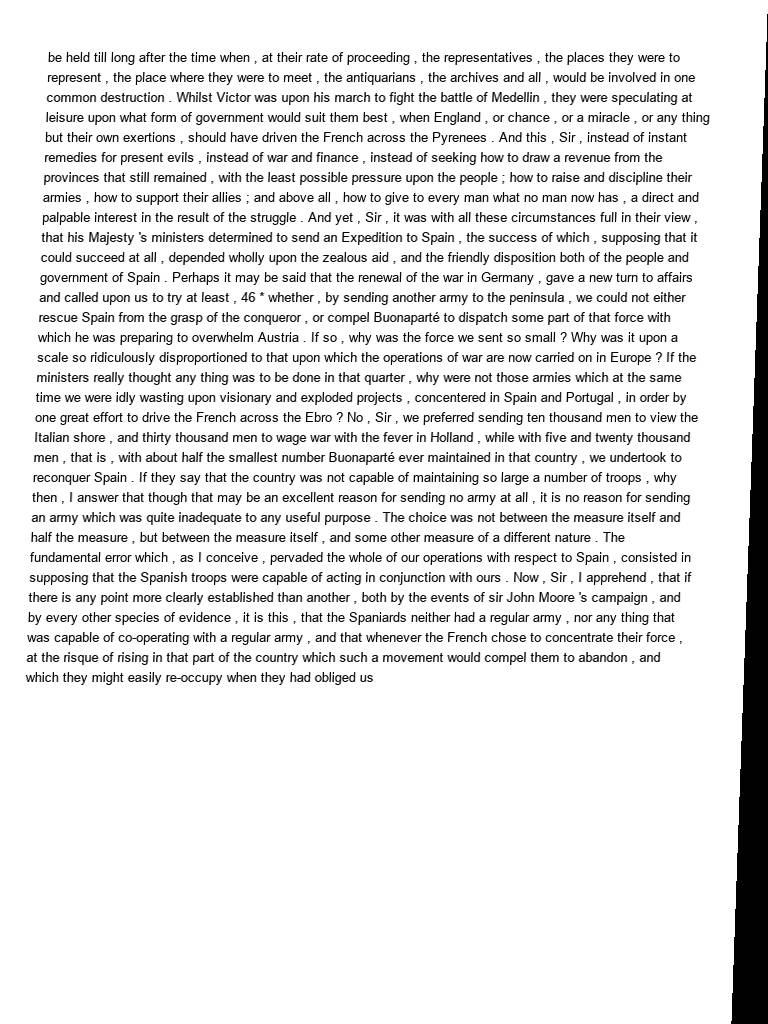 be held till long after the time when , at their rate of proceeding , the representatives , the places they were to
represent , the place where they were to meet , the antiquarians , the archives and all , would be involved in one
common destruction . Whilst Victor was upon his march to fight the battle of Medellin , they were speculating at
leisure upon what form of government would suit them best , when England , or chance , or a miracle , or any thing
but their own exertions , should have driven the French across the Pyrenees . And this , Sir , instead of instant
remedies for present evils , instead of war and finance , instead of seeking how to draw a revenue from the
provinces that still remained , with the least possible pressure upon the people ; how to raise and discipline their
armies , how to support their allies ; and above all , how to give to every man what no man now has , a direct and
palpable interest in the result of the struggle . And yet , Sir , it was with all these circumstances full in their view ,
that his Majesty 's ministers determined to send an Expedition to Spain , the success of which , supposing that it
could succeed at all , depended wholly upon the zealous aid , and the friendly disposition both of the people and
government of Spain . Perhaps it may be said that the renewal of the war in Germany , gave a new turn to affairs
and called upon us to try at least , 46 * whether , by sending another army to the peninsula , we could not either
rescue Spain from the grasp of the conqueror , or compel Buonaparté to dispatch some part of that force with
which he was preparing to overwhelm Austria . If so , why was the force we sent so small ? Why was it upon a
scale so ridiculously disproportioned to that upon which the operations of war are now carried on in Europe ? If the
ministers really thought any thing was to be done in that quarter , why were not those armies which at the same
time we were idly wasting upon visionary and exploded projects , concentered in Spain and Portugal , in order by
one great effort to drive the French across the Ebro ? No , Sir , we preferred sending ten thousand men to view the
Italian shore , and thirty thousand men to wage war with the fever in Holland , while with five and twenty thousand
men , that is , with about half the smallest number Buonaparté ever maintained in that country , we undertook to
reconquer Spain . If they say that the country was not capable of maintaining so large a number of troops , why
then , I answer that though that may be an excellent reason for sending no army at all , it is no reason for sending
an army which was quite inadequate to any useful purpose . The choice was not between the measure itself and
half the measure , but between the measure itself , and some other measure of a different nature . The
fundamental error which , as I conceive , pervaded the whole of our operations with respect to Spain , consisted in
supposing that the Spanish troops were capable of acting in conjunction with ours . Now , Sir , I apprehend , that if
there is any point more clearly established than another , both by the events of sir John Moore 's campaign , and
by every other species of evidence , it is this , that the Spaniards neither had a regular army , nor any thing that
was capable of co-operating with a regular army , and that whenever the French chose to concentrate their force ,
at the risque of rising in that part of the country which such a movement would compel them to abandon , and
which they might easily re-occupy when they had obliged us